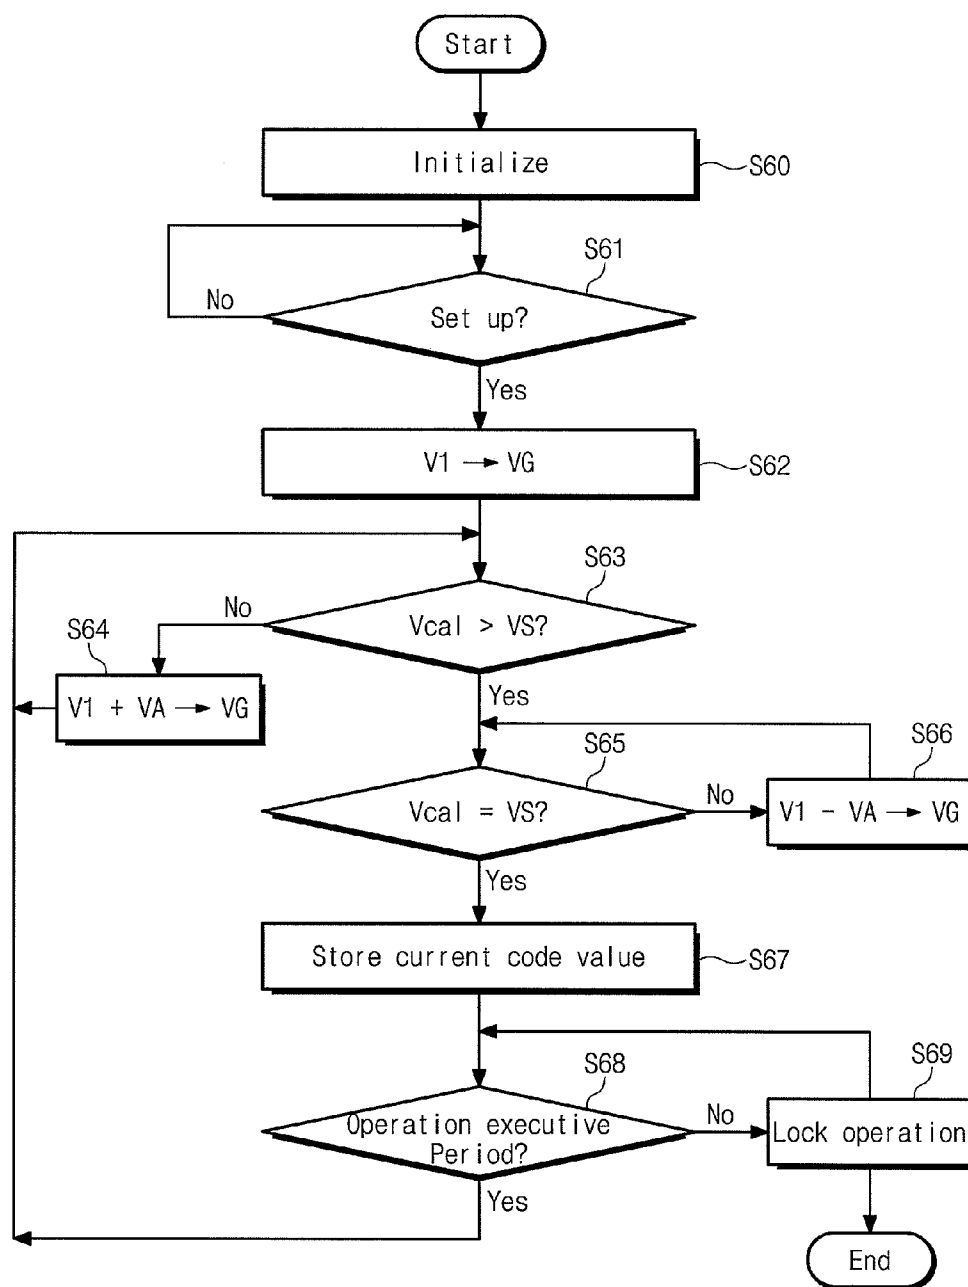 Start
Initialize
S60
S61
No
Set up?
Yes
V1 → VG
S62
S63
No
Vcal > VS?
S64
Yes
V1 + VA → VG
S65
S66
Vcal = VS?
No
V1 - VA → VG
Yes
Store current code value
S67
S68
S69
Operation executive
Period?
No
Lock operation
Yes
End